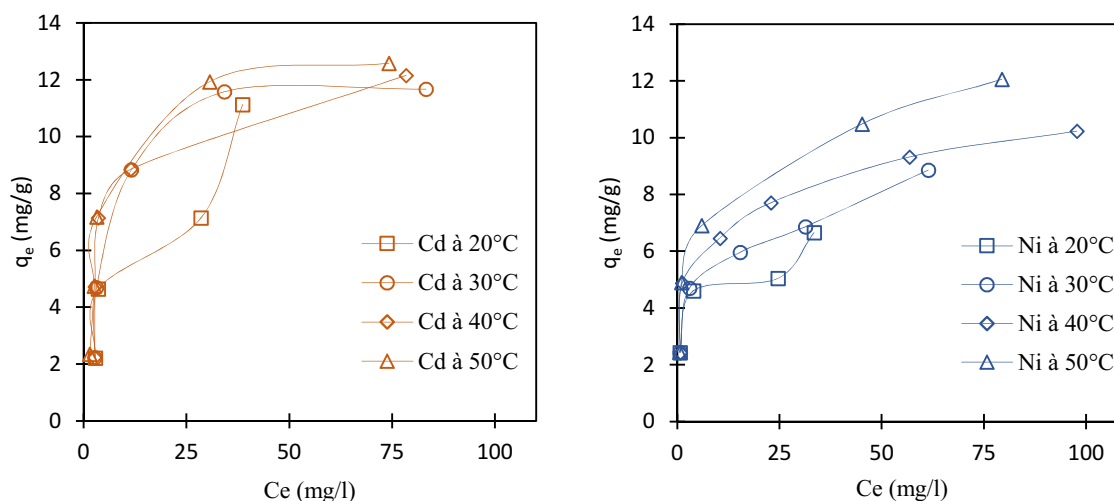 14
12
10
8
6
4
2
0
qe (mg/g)
0 25 50 75 100
Ce (mg/l)
Cd à 20°C
Cd à 30°C
Cd à 40°C
Cd à 50°C
14
12
10
8
6
4
2
0
qe (mg/g)
0 25 50 75 100
Ce (mg/l)
Ni à 20°C
Ni à 30°C
Ni à 40°C
Ni à 50°C